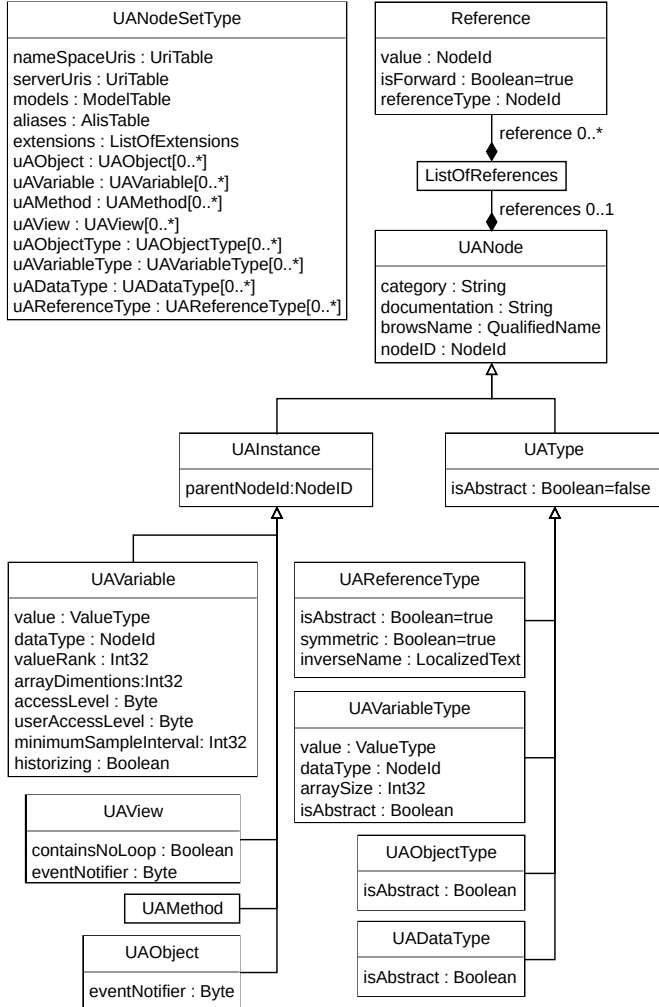 UANodeSetType
nameSpaceUris : UriTable
serverUris : UriTable
models : ModelTable
aliases : AlisTable
extensions : ListOfExtensions
uAObject : UAObject[0..*]
uAVariable : UAVariable[0..*]
uAMethod : UAMethod[0..*]
uAView : UAView[0..*]
uAObjectType : UAObjectType[0..*]
uAVariableType : UAVariableType[0..*]
uADataType : UADataType[0..*]
uAReferenceType : UAReferenceType[0..*]
Reference
value : NodeId
isForward : Boolean=true
referenceType : NodeId
reference 0..*
ListOfReferences
references 0..1
UANode
category : String
documentation : String
browsName : QualifiedName
nodeID : NodeId
UAInstance
parentNodeId:NodeID
UAType
isAbstract : Boolean=false
UAVariable
value : ValueType
dataType : NodeId
valueRank : Int32
arrayDimentions:Int32
accessLevel : Byte
userAccessLevel : Byte
minimumSampleInterval: Int32
historizing : Boolean
UAView
containsNoLoop : Boolean
eventNotifier : Byte
UAMethod
UAObject
eventNotifier : Byte
UAReferenceType
isAbstract : Boolean=true
symmetric : Boolean=true
inverseName : LocalizedText
UAVariableType
value : ValueType
dataType : NodeId
arraySize : Int32
isAbstract : Boolean
UAObjectType
isAbstract : Boolean
UADataType
isAbstract : Boolean